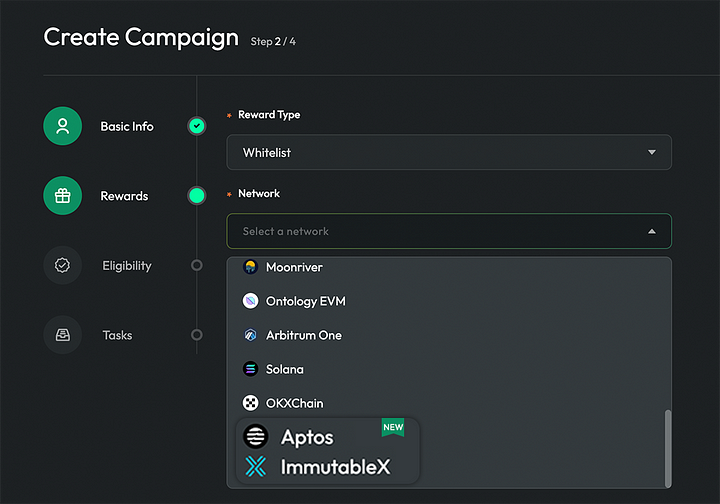 Create Campaign Step 2 / 4
Basic Info
* Reward Type
Whitelist
Rewards
* Network
Select a network
Eligibility
Moonriver
Ontology EVM
Tasks
Arbitrum One
Solana
OKXChain
Aptos NEW
ImmutableX